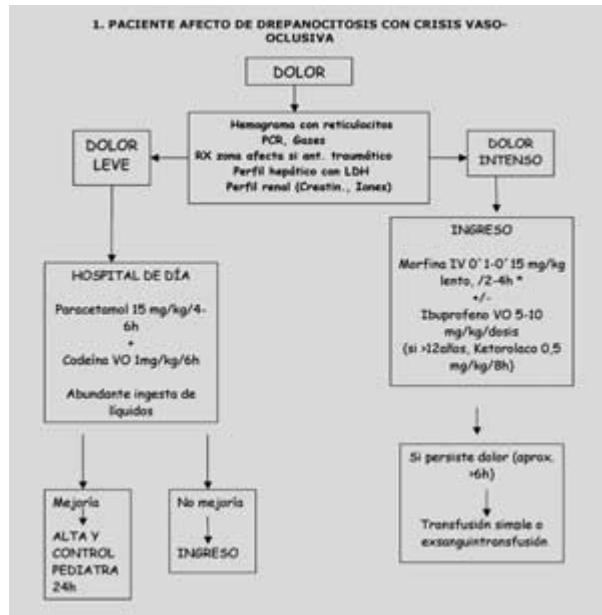 1. PACIENTE AFECTO DE DREPANOCITOSIS CON CRISIS VASO-
OCLUSIVA
DOLOR
Hemagrama con reticulocitos
PCR, Gases
RX zona afecta si ant. traumático
Perfil hepático con LDH
Perfil renal (Creatin., Iones)
DOLOR
LEVE
DOLOR
INTENSO
HOSPITAL DE DÍA
Paracetamol 15 mg/kg/4-
6h
+
Codeína VO 1mg/kg/6h
Abundante ingesta de
líquidos
INGRESO
Morfina IV 0´1-0´15 mg/kg
lento, /2-4h *
+/-
Ibuprofeno VO 5-10
mg/kg/dosis
(si >12años, Ketorolaco 0,5
mg/kg/8h)
Mejoría
ALTA Y
CONTROL
PEDIATRA
24h
No mejoría
INGRESO
Si persiste dolor (aprox.
>6h)
Transfusión simple o
exsanguintransfusión